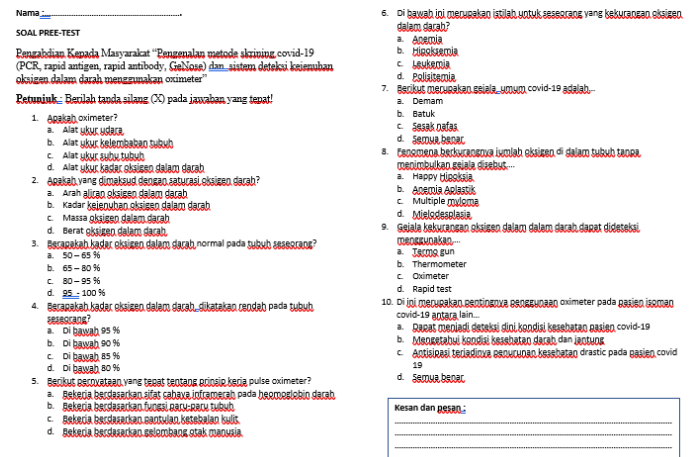 Nama :..............................................
SOAL PREE-TEST
Pengabdian Kepada Masyarakat "Pengenalan metode skrining covid-19
(PCR, rapid antigen, rapid antibody, GeNose) dan sistem deteksi kejenuhan
oksigen dalam darah menggunakan oximeter"
Petunjuk : Berilah tanda silang (X) pada jawaban yang tepat!
1. Apakah oximeter?
a. Alat ukur udara
b. Alat ukur kelembaban tubuh
c. Alat ukur suhu tubuh
d. Alat ukur kadar oksigen dalam darah
2. Apakah yang dimaksud dengan saturasi oksigen darah?
a. Arah aliran oksigen dalam darah
b. Kadar kejenuhan oksigen dalam darah
c. Massa oksigen dalam darah
d. Berat oksigen dalam darah
3. Berapakah kadar oksigen dalam darah normal pada tubuh seseorang?
a. 50 – 65 %
b. 65 – 80 %
c. 80 – 95 %
d. 95 - 100 %
4. Berapakah kadar oksigen dalam darah dikatakan rendah pada tubuh
seseorang?
a. Di bawah 95 %
b. Di bawah 90 %
c. Di bawah 85 %
d. Di bawah 80 %
5. Berikut pernyataan yang tepat tentang prinsip kerja pulse oximeter?
a. Bekerja berdasarkan sifat cahaya inframerah pada heomoglobin darah
b. Bekerja berdasarkan fungsi paru-paru tubuh
c. Bekerja berdasarkan pantulan ketebalan kulit
d. Bekerja berdasarkan gelombang otak manusia
6. Di bawah ini merupakan istilah untuk seseorang yang kekurangan oksigen
dalam darah?
a. Anemia
b. Hipoksemia
c. Leukemia
d. Polisitemia
7. Berikut merupakan gejala umum covid-19 adalah...
a. Demam
b. Batuk
c. Sesak nafas
d. Semua benar
8. Fenomena berkurangnya jumlah oksigen di dalam tubuh tanpa
menimbulkan gejala disebut....
a. Happy Hipoksia
b. Anemia Aplastik
c. Multiple myloma
d. Mielodesplasia
9. Gejala kekurangan oksigen dalam dalam darah dapat dideteksi
menggunakan....
a. Termo gun
b. Thermometer
c. Oximeter
d. Rapid test
10. Di ini merupakan pentingnya penggunaan oximeter pada pasien isoman
covid-19 antara lain...
a. Dapat menjadi deteksi dini kondisi kesehatan pasien covid-19
b. Mengetahui kondisi kesehatan darah dan jantung
c. Antisipasi terjadinya penurunan kesehatan drastic pada pasien covid
19
d. Semua benar
Kesan dan pesan :